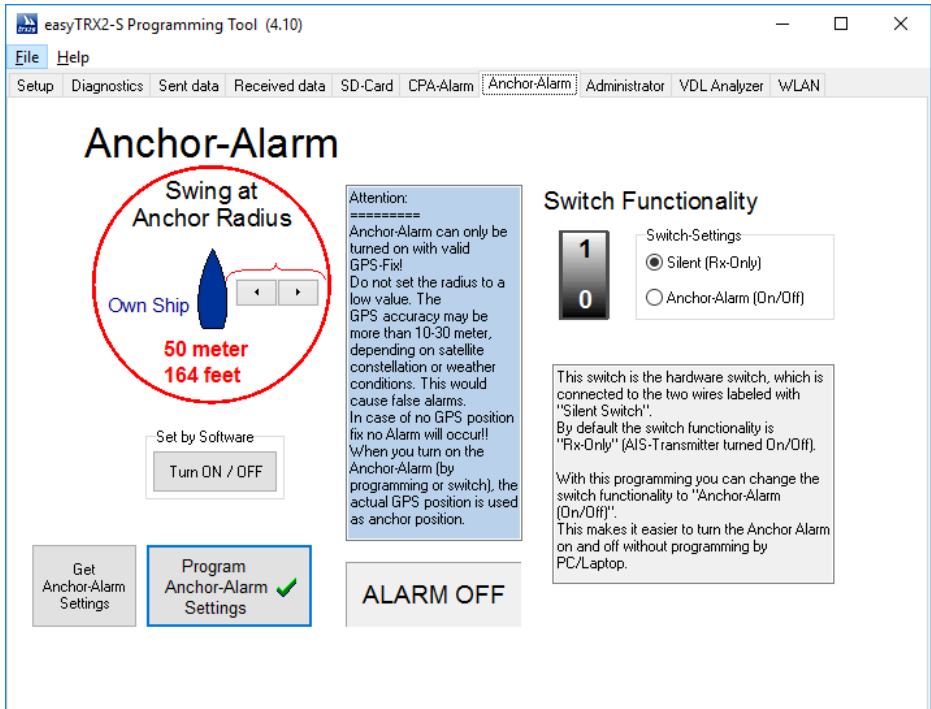 easyTRX2-S Programming Tool (4.10)
File Help
Setup Diagnostics Sent data Received data SD-Card CPA-Alarm Anchor-Alarm Administrator VDL Analyzer WLAN
Anchor-Alarm
Swing at
Anchor Radius
Own Ship
50 meter
164 feet
Set by Software
Turn ON / OFF
Get
Anchor-Alarm
Settings
Program
Anchor-Alarm
Settings
Attention:
=========
Anchor-Alarm can only be
turned on with valid
GPS-Fix!
Do not set the radius to a
low value. The
GPS accuracy may be
more than 10-30 meter,
depending on satellite
constellation or weather
conditions. This would
cause false alarms.
In case of no GPS position
fix no Alarm will occur!!
When you turn on the
Anchor-Alarm (by
programming or switch), the
actual GPS position is used
as anchor position.
ALARM OFF
Switch Functionality
1
0
Switch-Settings
Silent (Rx-Only)
Anchor-Alarm (On/Off)
This switch is the hardware switch, which is
connected to the two wires labeled with
"Silent Switch".
By default the switch functionality is
"Rx-Only" (AIS-Transmitter turned On/Off).
With this programming you can change the
switch functionality to "Anchor-Alarm
(On/Off)".
This makes it easier to turn the Anchor Alarm
on and off without programming by
PC/Laptop.